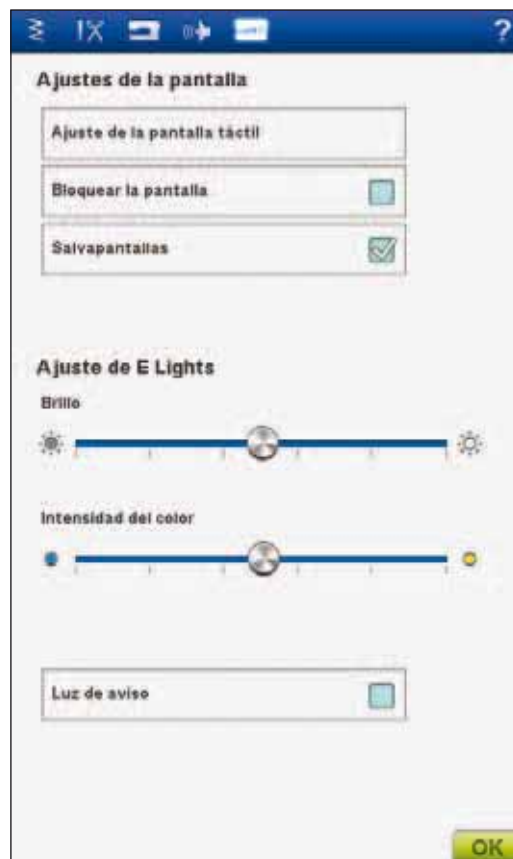 ?
Ajustes de la pantalla
Ajuste de la pantalla táctil
Bloquear la pantalla
Salvapantallas
Ajuste de E Lights
Brillo
Intensidad del color
Luz de aviso
OK